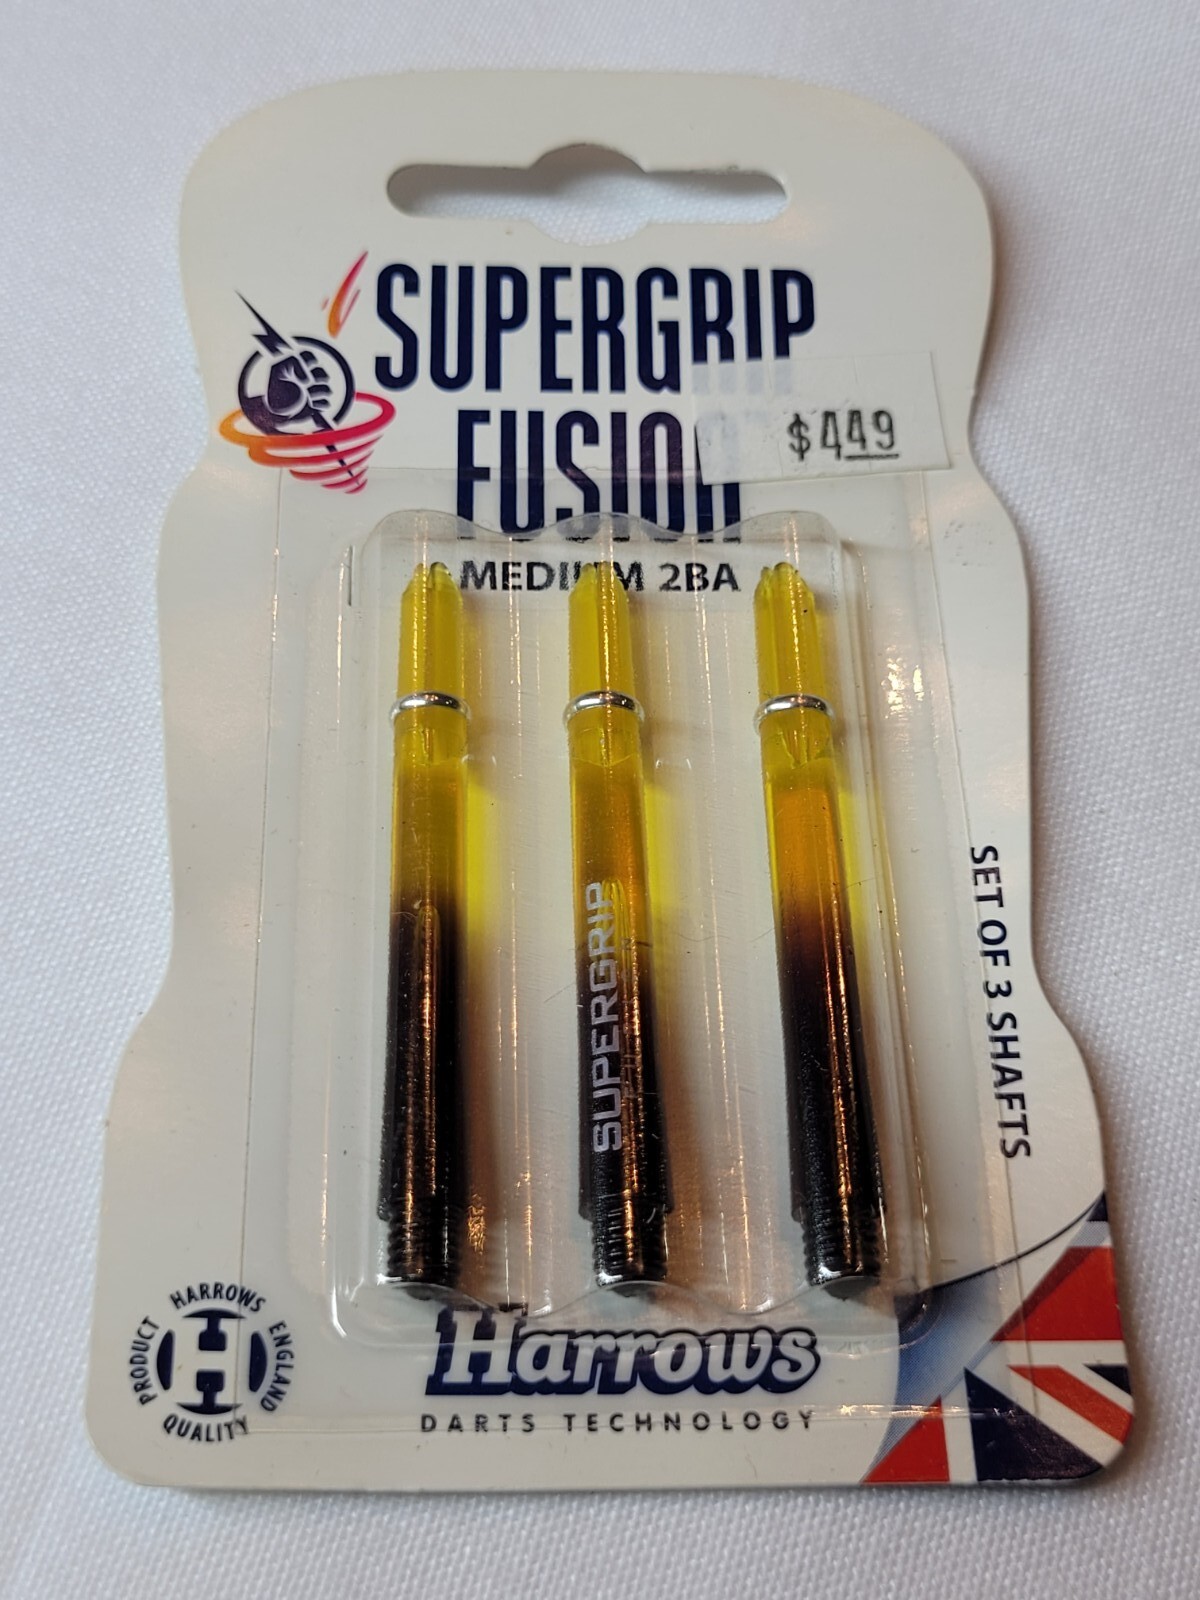 SUPERGRIP
FUSION
$449
MEDIUM 2BA
SUPERGRIP
SET OF 3 SHAFTS
HARROWS
ENGLAND
PRODUCT
QUALITY
H
Harrows
DARTS TECHNOLOGY